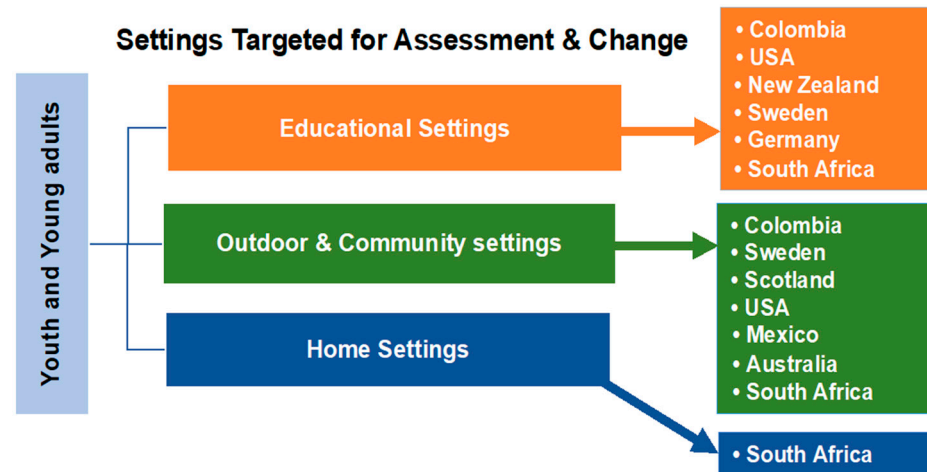 Settings Targeted for Assessment & Change
Youth and Young adults
Educational Settings
• Colombia
• USA
• New Zealand
• Sweden
• Germany
• South Africa
Outdoor & Community settings
• Colombia
• Sweden
• Scotland
• USA
• Mexico
• Australia
• South Africa
Home Settings
• South Africa